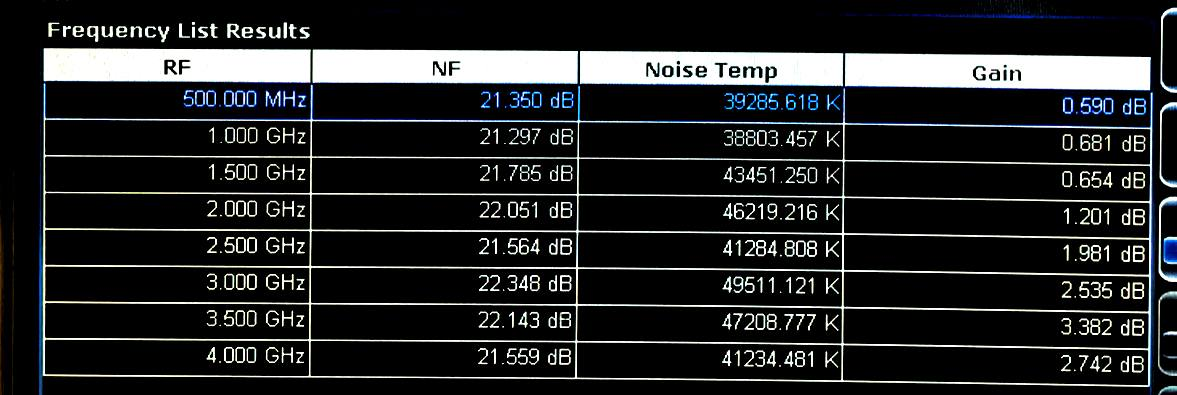 Frequency List Results
RF NF Noise Temp Gain
500.000 MHz 21.350 dB 39285.618 K 0.590 dB
1.000 GHz 21.297 dB 38803.457 K 0.681 dB
1.500 GHz 21.785 dB 43451.250 K 0.654 dB
2.000 GHz 22.051 dB 46219.216 K 1.201 dB
2.500 GHz 21.564 dB 41284.808 K 1.981 dB
3.000 GHz 22.348 dB 49511.121 K 2.535 dB
3.500 GHz 22.143 dB 47208.777 K 3.382 dB
4.000 GHz 21.559 dB 41234.481 K 2.742 dB